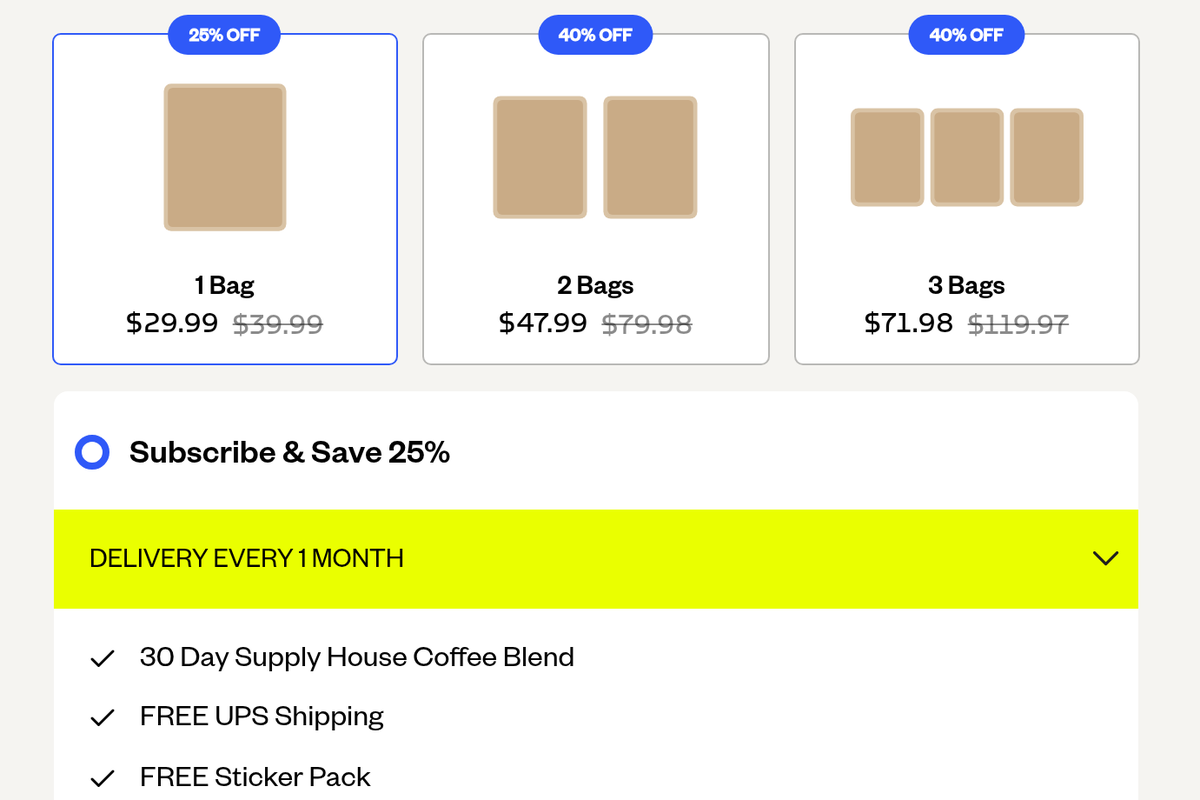 25% OFF
40% OFF
40% OFF
1 Bag
$29.99 $39.99
2 Bags
$47.99 $79.98
3 Bags
$71.98 $119.97
Subscribe & Save 25%
DELIVERY EVERY 1 MONTH
30 Day Supply House Coffee Blend
FREE UPS Shipping
FREE Sticker Pack